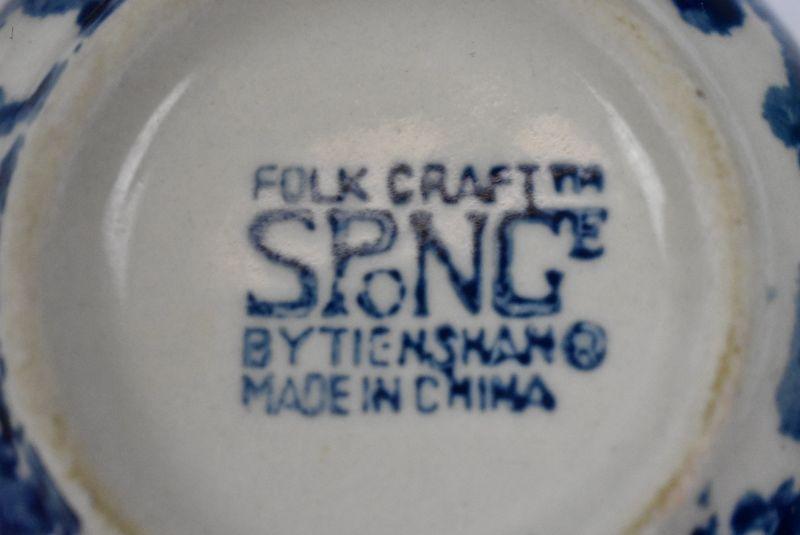 FOLK CRAFT™
SPoNGE
BY TIENSHAN®
MADE IN CHINA